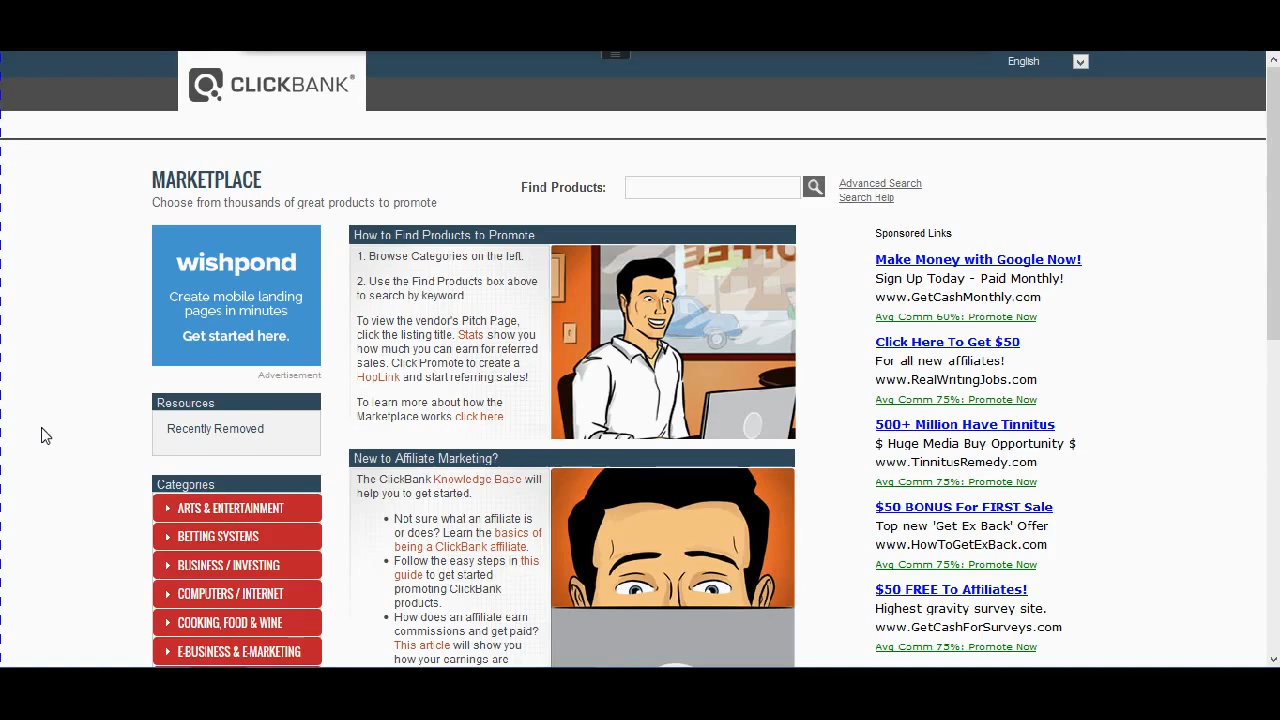 CLICKBANK®
English
MARKETPLACE
Choose from thousands of great products to promote
Find Products:
Advanced Search
Search Help
wishpond
Create mobile landing
pages in minutes
Get started here.
Advertisement
Resources
Recently Removed
Categories
ARTS & ENTERTAINMENT
BETTING SYSTEMS
BUSINESS / INVESTING
COMPUTERS / INTERNET
COOKING, FOOD & WINE
E-BUSINESS & E-MARKETING
How to Find Products to Promote
1. Browse Categories on the left.
2. Use the Find Products box above
to search by keyword.
To view the vendor's Pitch Page,
click the listing title. Stats show you
how much you can earn for referred
sales. Click Promote to create a
HopLink and start referring sales!
To learn more about how the
Marketplace works click here
OFFEE
New to Affiliate Marketing?
The ClickBank Knowledge Base will
help you to get started.
• Not sure what an affiliate is
or does? Learn the basics of
being a ClickBank affiliate.
• Follow the easy steps in this
guide to get started
promoting ClickBank
products.
• How does an affiliate earn
commissions and get paid?
This article will show you
how your earnings are
Sponsored Links
Make Money with Google Now!
Sign Up Today - Paid Monthly!
www.GetCashMonthly.com
Avg Comm 60%: Promote Now
Click Here To Get $50
For all new affiliates!
www.RealWritingJobs.com
Avg Comm 75%: Promote Now
500+ Million Have Tinnitus
$ Huge Media Buy Opportunity $
www.TinnitusRemedy.com
Avg Comm 75%: Promote Now
$50 BONUS For FIRST Sale
Top new 'Get Ex Back' Offer
www.HowToGetExBack.com
Avg Comm 75%: Promote Now
$50 FREE To Affiliates!
Highest gravity survey site.
www.GetCashForSurveys.com
Avg Comm 75%: Promote Now